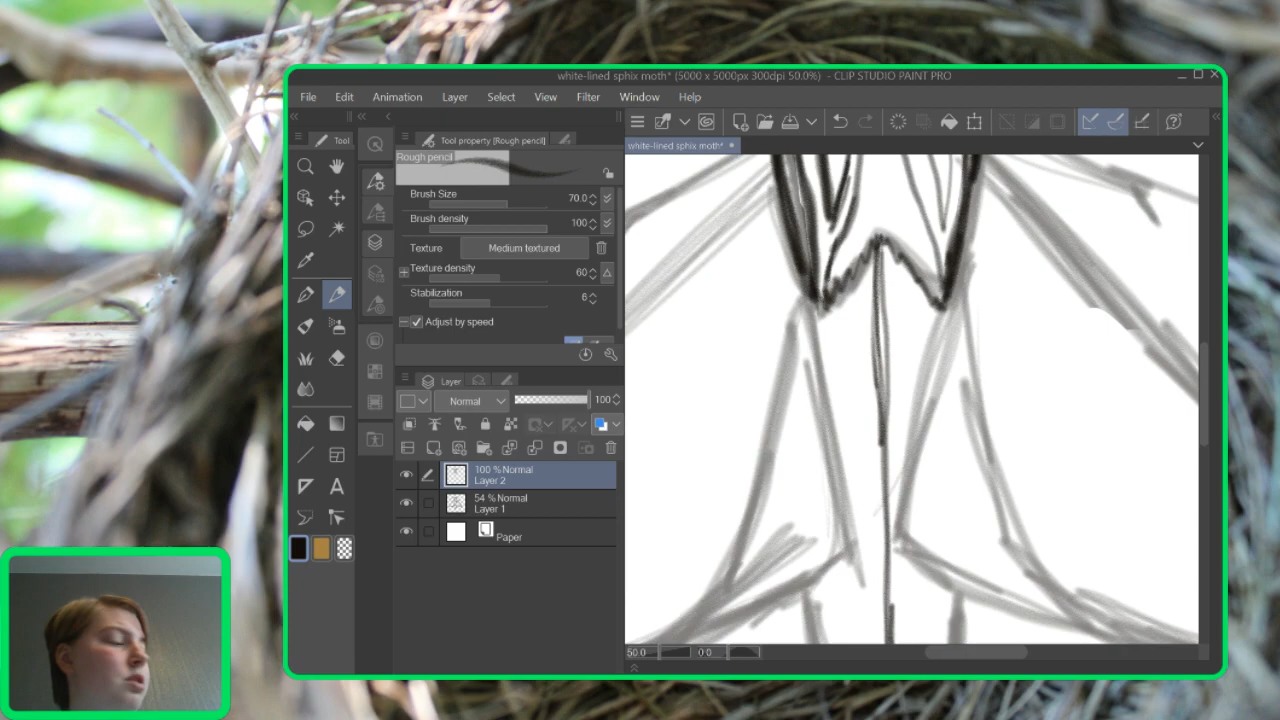 white-lined sphix moth* (5000 x 5000px 300dpi 50.0%) - CLIP STUDIO PAINT PRO
File Edit Animation Layer Select View Filter Window Help
Tool
Tool property [Rough pencil]
white-lined sphix moth*
Rough pencil
Brush Size 70.0
Brush density 100
Texture Medium textured
Texture density 60
Stabilization 6
Adjust by speed
Layer
Normal 100
100 % Normal
Layer 2
54 % Normal
Layer 1
Paper
50.0 0.0